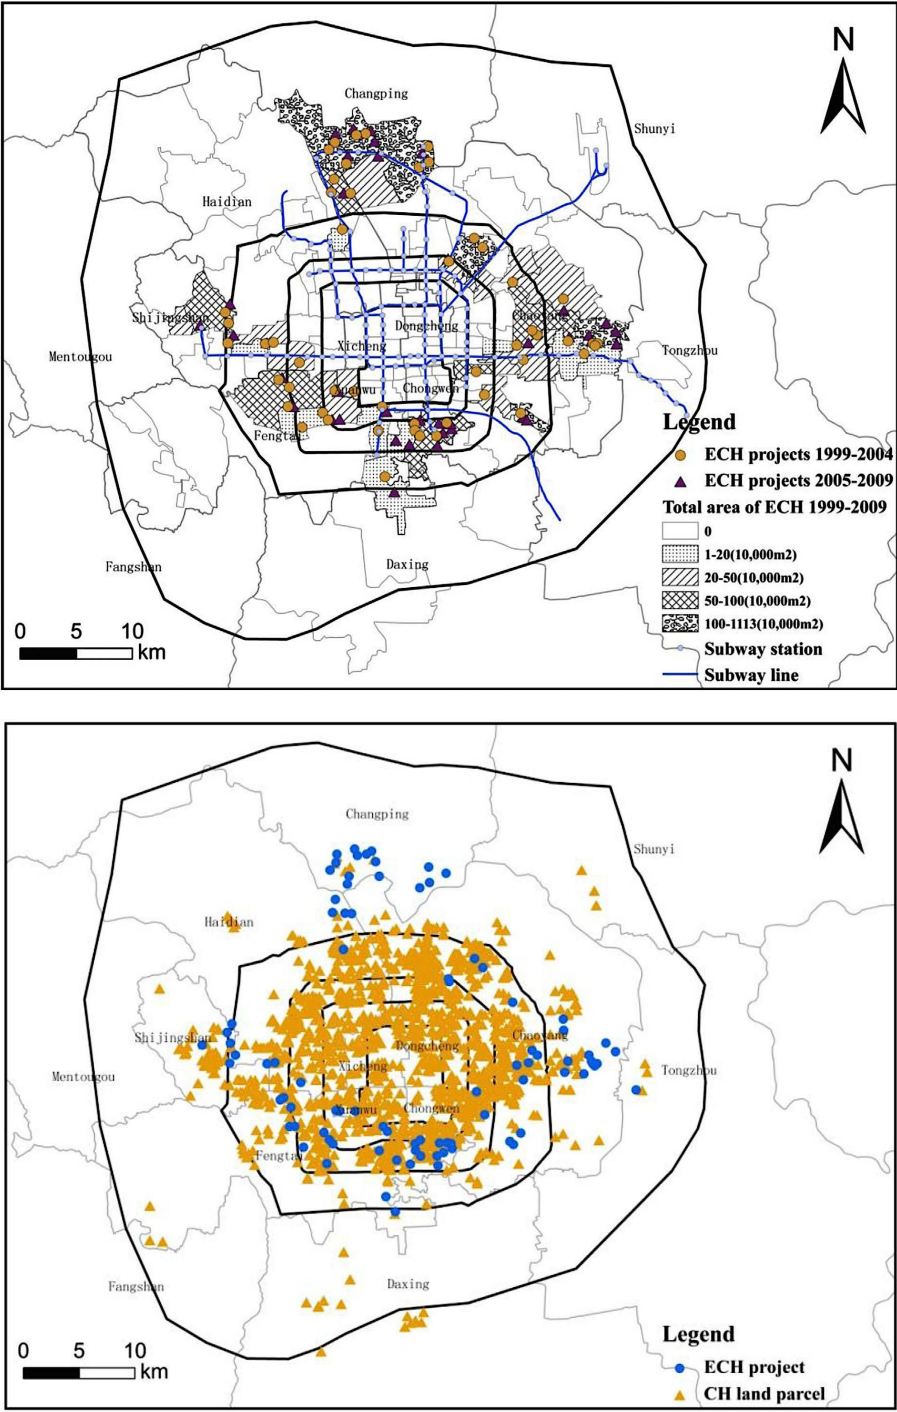 N
Changping
Shunyi
Haidian
Shijingshan
Chaoyang
Dongcheng
Xicheng
Mentougou
Tongzhou
Xuanwu
Chongwen
Fengtai
Fangshan
Daxing
Legend
ECH projects 1999-2004
ECH projects 2005-2009
Total area of ECH 1999-2009
0
1-20(10,000m2)
20-50(10,000m2)
50-100(10,000m2)
100-1113(10,000m2)
Subway station
Subway line
0 5 10
km
N
Changping
Shunyi
Haidian
Shijingshan
Chaoyang
Dongcheng
Xicheng
Mentougou
Tongzhou
Xuanwu
Chongwen
Fengtai
Fangshan
Daxing
Legend
ECH project
CH land parcel
0 5 10
km